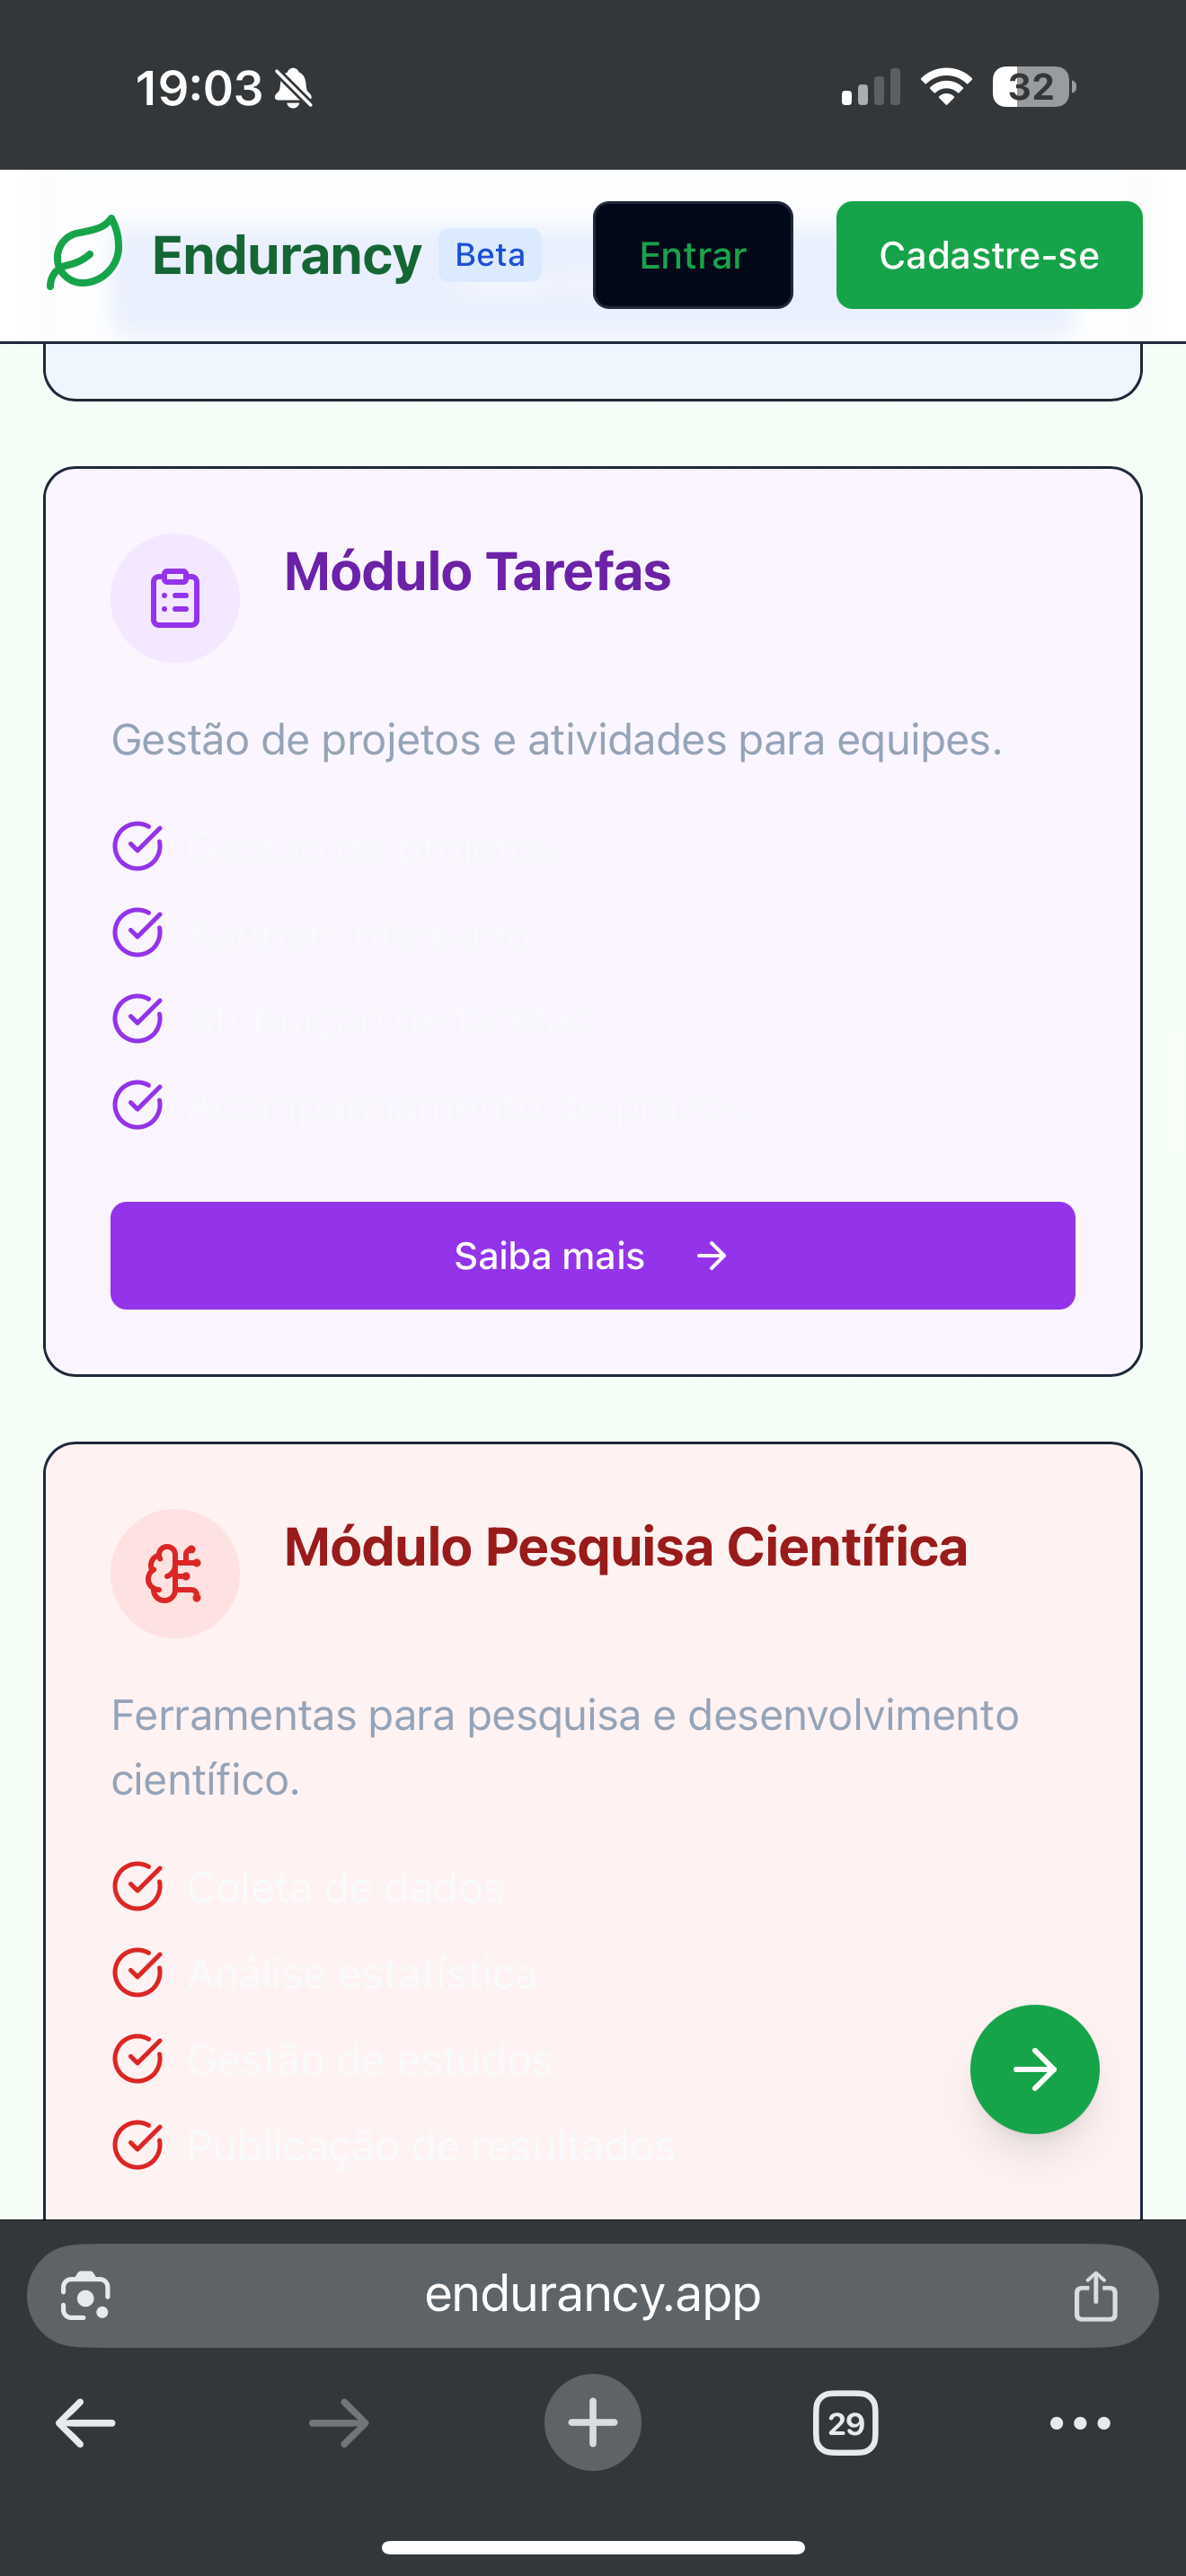 19:03
32
Endurancy
Beta
Entrar
Cadastre-se
Módulo Tarefas
Gestão de projetos e atividades para equipes.
Gestão de projetos
Kanban integrado
Atribuição de tarefas
Acompanhamento de prazos
Saiba mais
Módulo Pesquisa Científica
Ferramentas para pesquisa e desenvolvimento
científico.
Coleta de dados
Análise estatística
Gestão de estudos
Publicação de resultados
endurancy.app
29